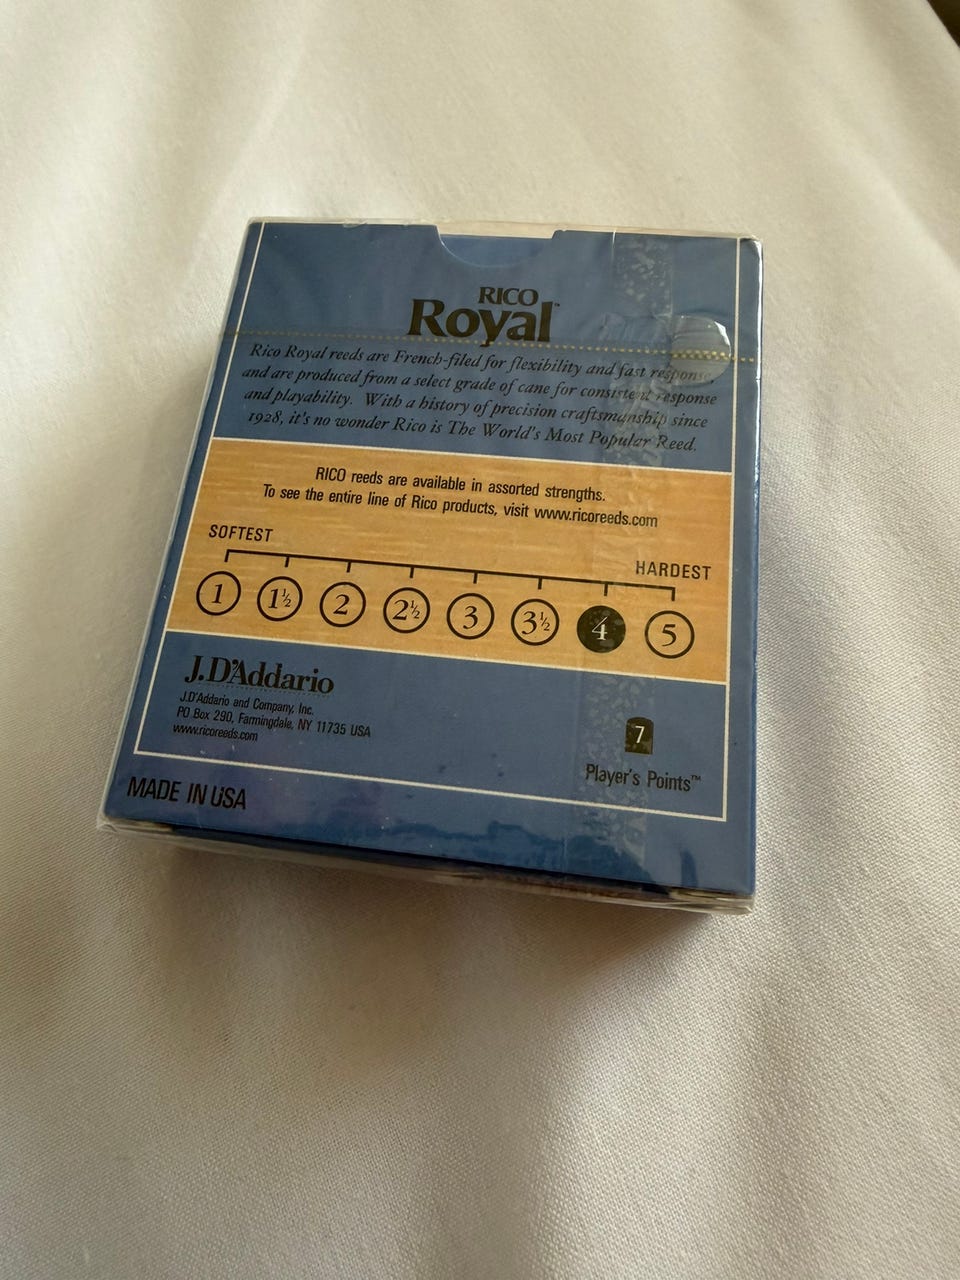 RICO
Royal™
Rico Royal reeds are French-filed for flexibility and fast response,
and are produced from a select grade of cane for consistent response
and playability. With a history of precision craftsmanship since
1928, it's no wonder Rico is The World's Most Popular Reed.
RICO reeds are available in assorted strengths.
To see the entire line of Rico products, visit www.ricoreeds.com
SOFTEST
HARDEST
1 1½ 2 2½ 3 3½ 4 5
J.D'Addario
J.D'Addario and Company, Inc.
PO Box 290, Farmingdale, NY 11735 USA
www.ricoreeds.com
7
Player's Points™
MADE IN USA